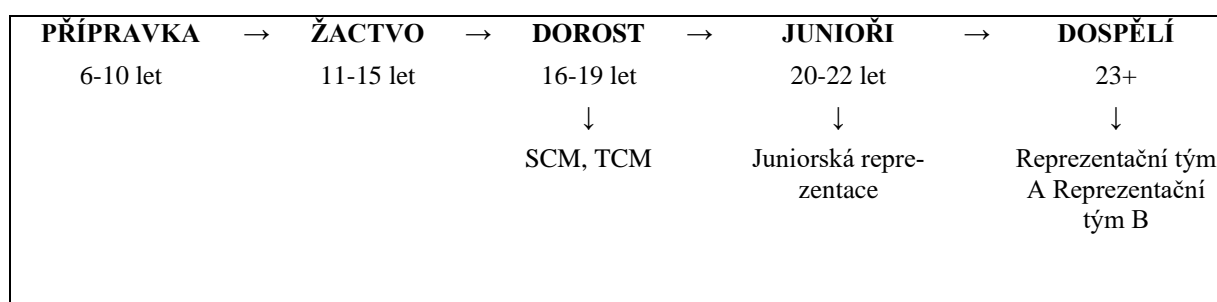 PŘÍPRAVKA → ŽACTVO → DOROST → JUNIOŘI → DOSPĚLÍ
6-10 let 11-15 let 16-19 let 20-22 let 23+
↓ ↓ ↓
SCM, TCM Juniorská repre- Reprezentační tým
zentace A Reprezentační
tým B